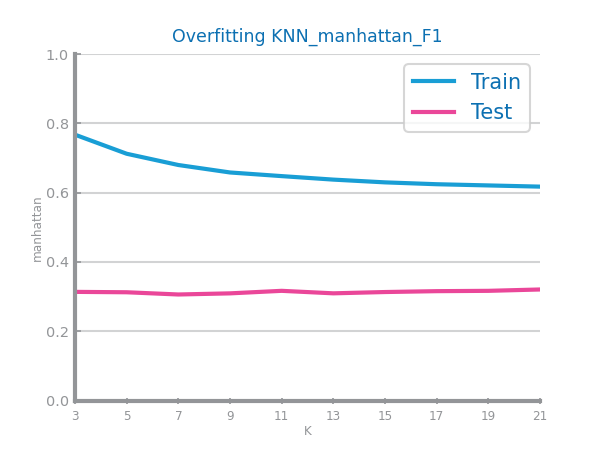 Overfitting KNN_manhattan_F1
Train
Test
manhattan
1.0
0.8
0.6
0.4
0.2
0.0
3 5 7 9 11 13 15 17 19 21
K